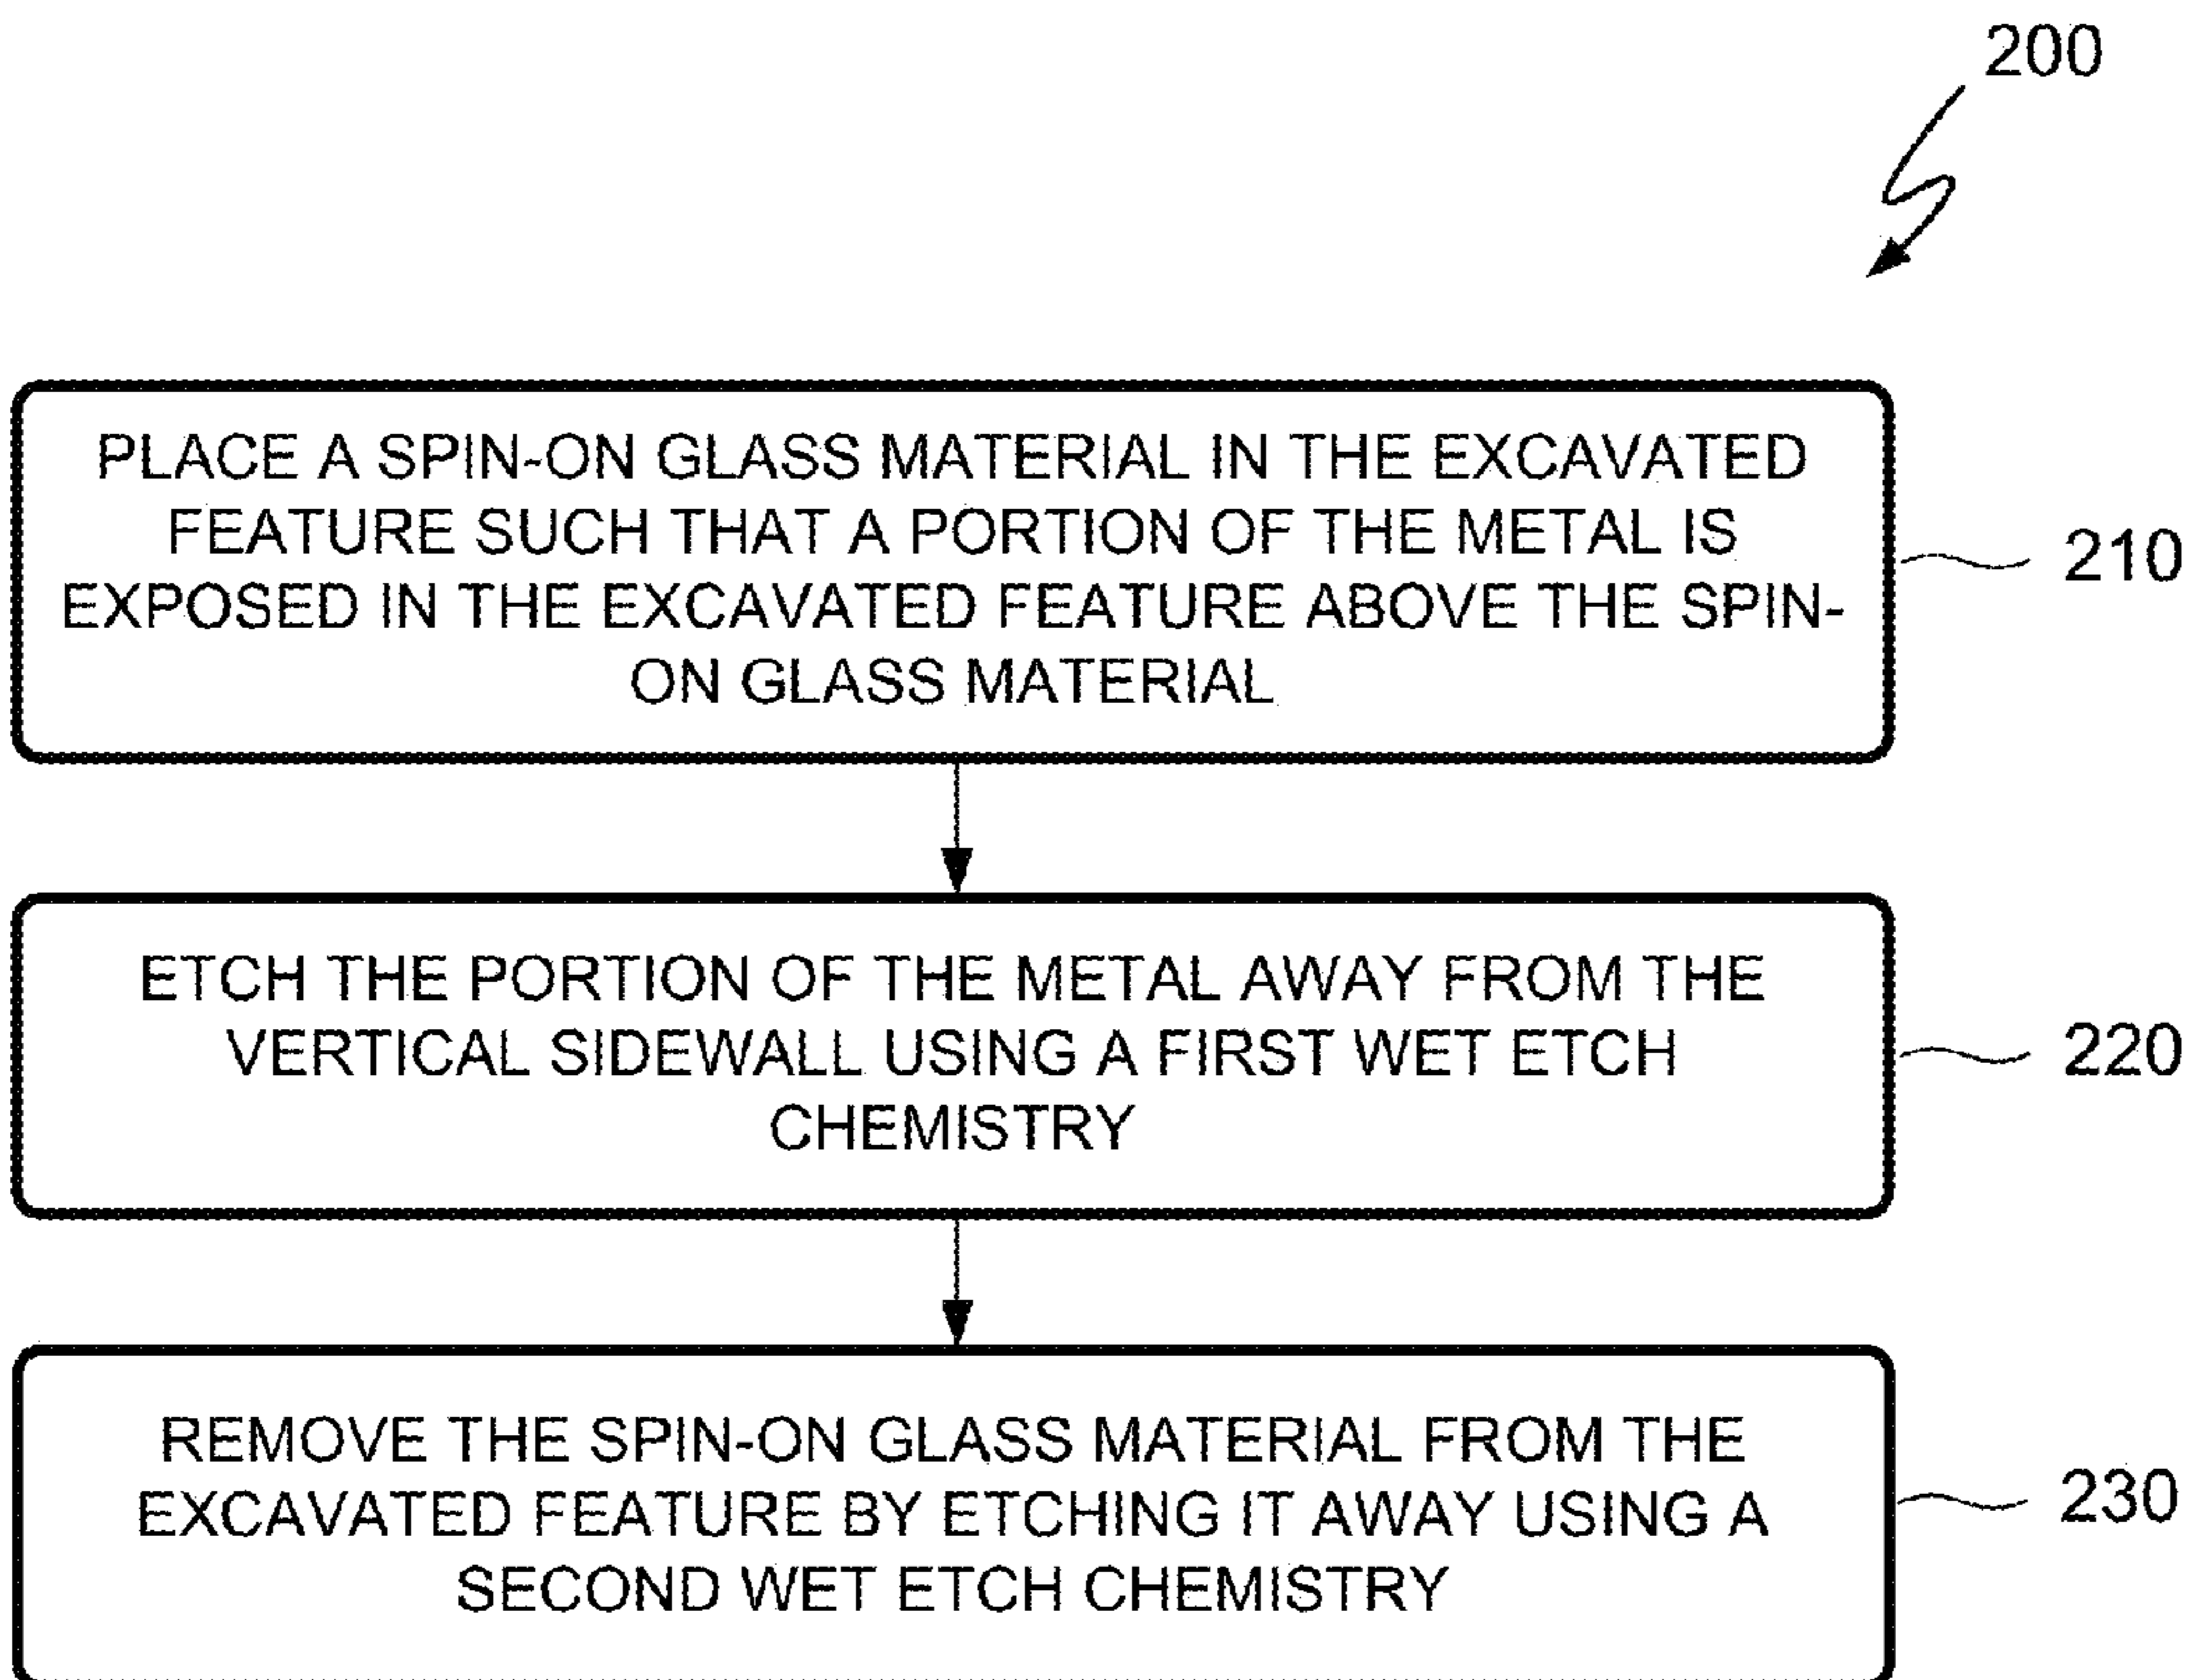 200
PLACE A SPIN-ON GLASS MATERIAL IN THE EXCAVATED
FEATURE SUCH THAT A PORTION OF THE METAL IS
EXPOSED IN THE EXCAVATED FEATURE ABOVE THE SPIN-
ON GLASS MATERIAL
210
ETCH THE PORTION OF THE METAL AWAY FROM THE
VERTICAL SIDEWALL USING A FIRST WET ETCH
CHEMISTRY
220
REMOVE THE SPIN-ON GLASS MATERIAL FROM THE
EXCAVATED FEATURE BY ETCHING IT AWAY USING A
SECOND WET ETCH CHEMISTRY
230